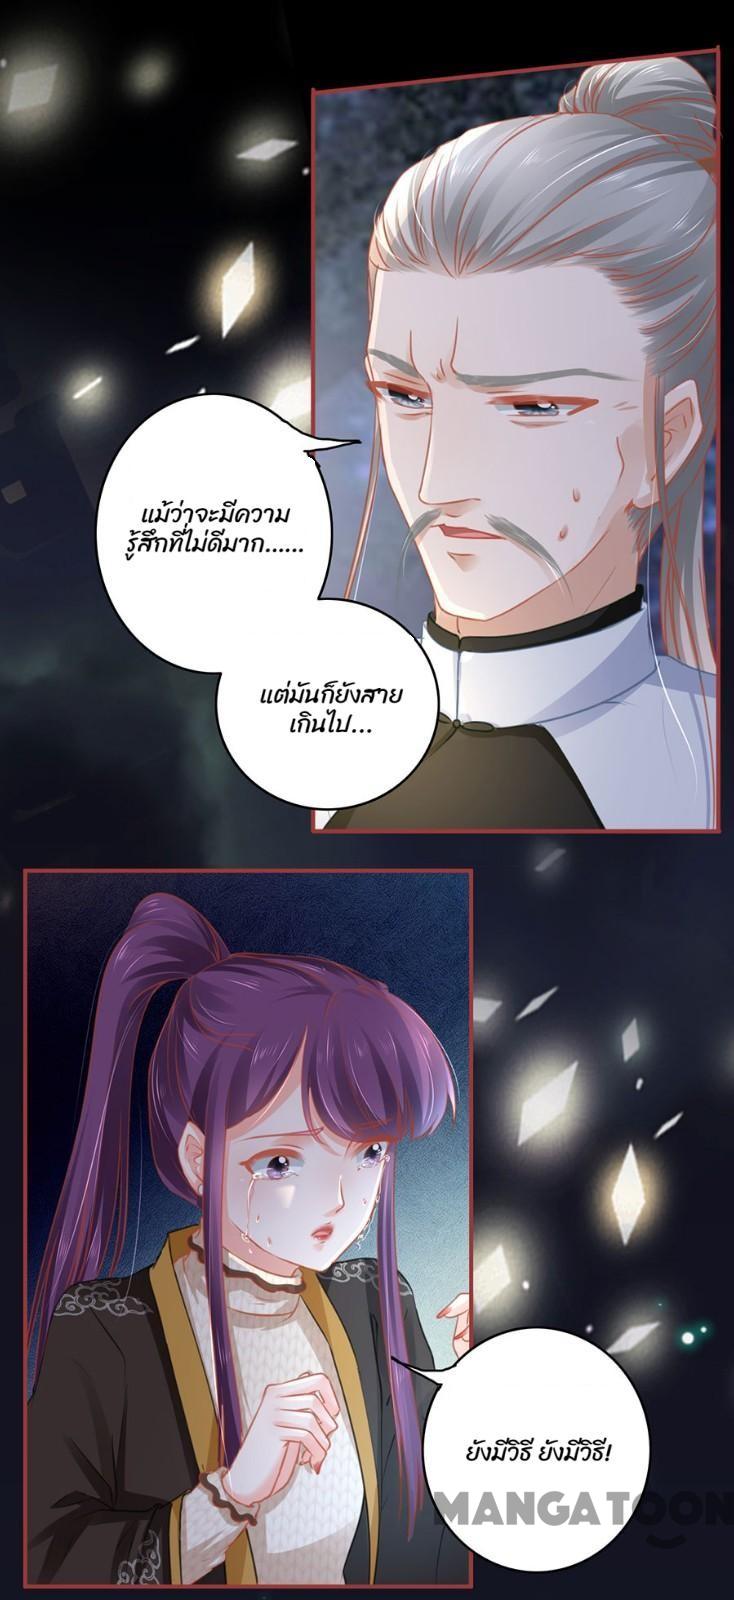 แม้ว่าจะมีความ
รู้สึกที่ไม่ดีมาก......
แต่มันก็ยังสาย
เกินไป...
ยังมีวิธี ยังมีวิธี!
MANGATOON